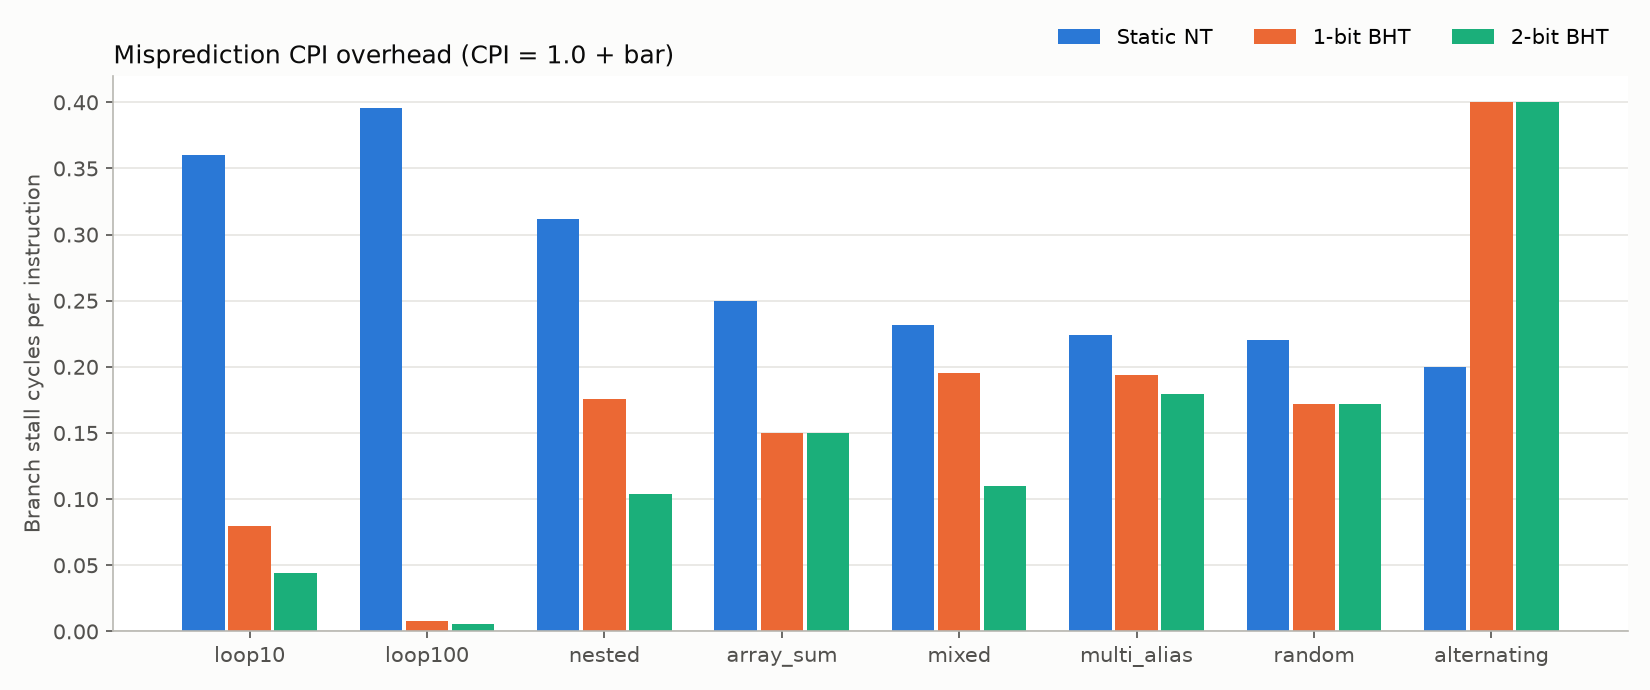 Static NT 1-bit BHT 2-bit BHT
Misprediction CPI overhead (CPI = 1.0 + bar)
Branch stall cycles per instruction
0.40
0.35
0.30
0.25
0.20
0.15
0.10
0.05
0.00
loop10 loop100 nested array_sum mixed multi_alias random alternating